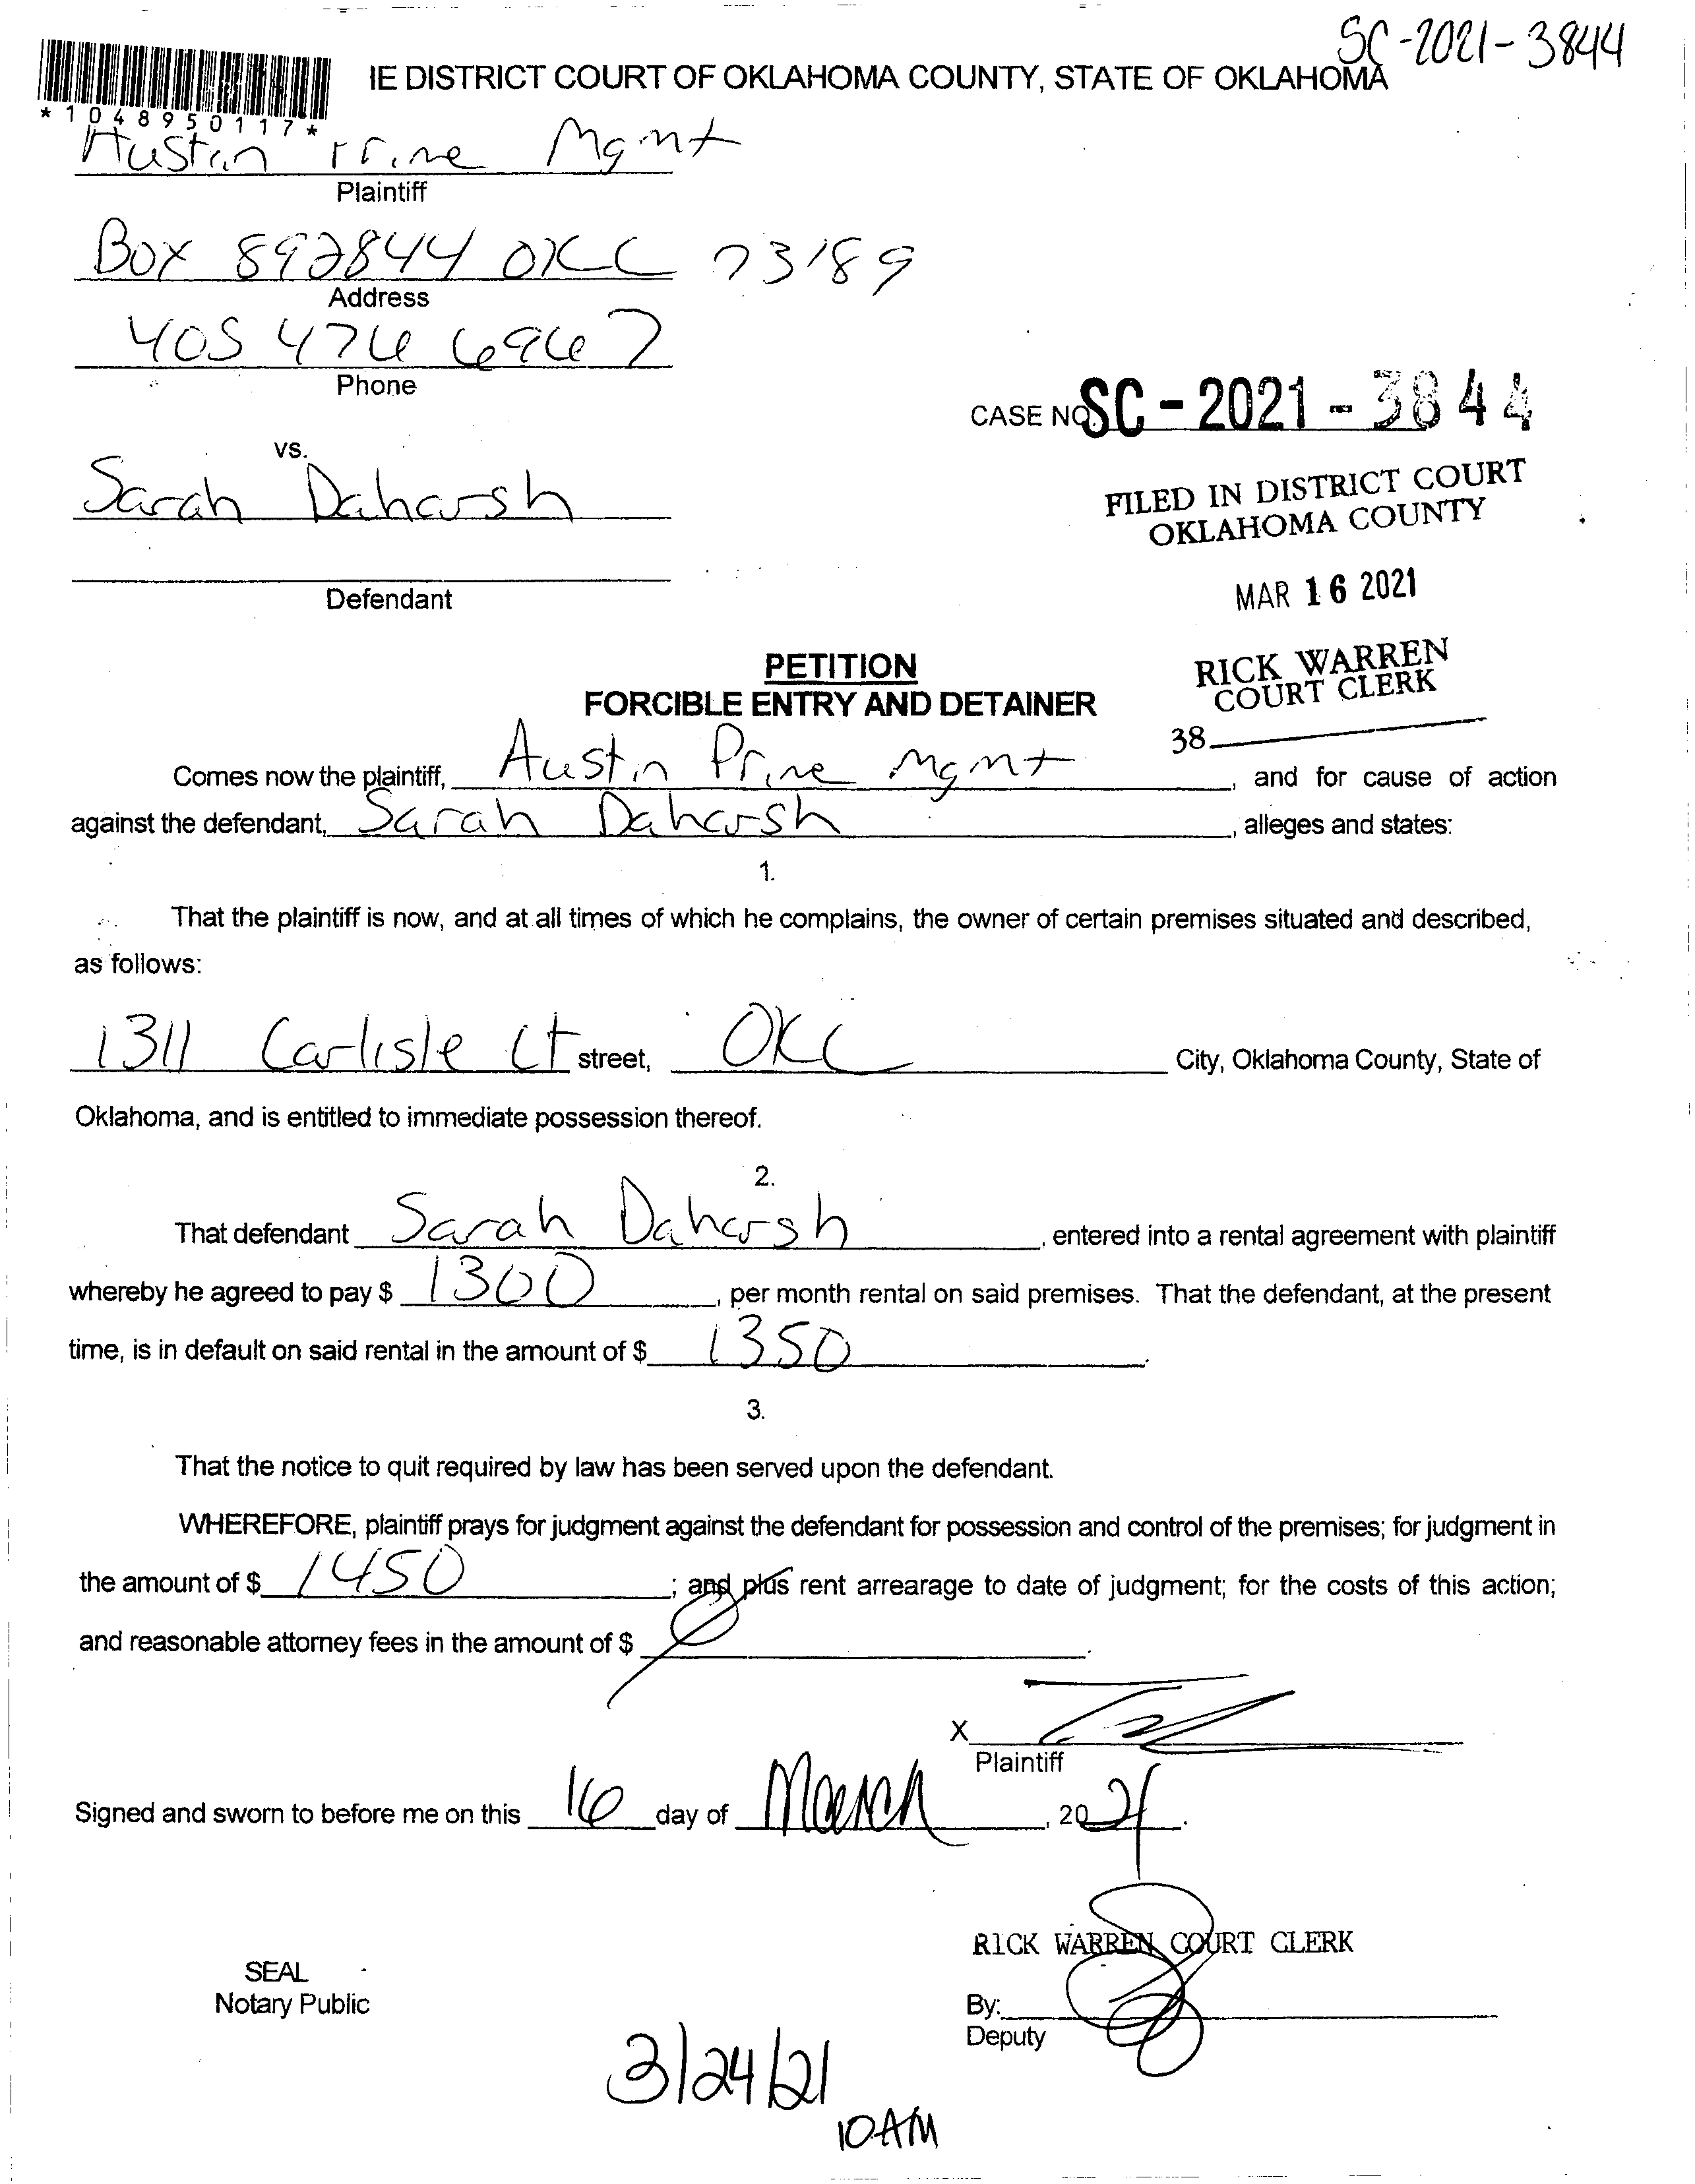 SC-2021-3844
IE DISTRICT COURT OF OKLAHOMA COUNTY, STATE OF OKLAHOMA
*1048950117*
Austin Prine Mgmt
Plaintiff
Box 892844 OKC 73189
Address
405 476 6967
Phone
CASE NO. SC-2021-3844
vs.
Sarah Daharsh
FILED IN DISTRICT COURT
OKLAHOMA COUNTY
Defendant
MAR 16 2021
RICK WARREN
COURT CLERK
38
PETITION
FORCIBLE ENTRY AND DETAINER
Comes now the plaintiff, Austin Prine Mgmt, and for cause of action
against the defendant, Sarah Daharsh, alleges and states:
1.
That the plaintiff is now, and at all times of which he complains, the owner of certain premises situated and described,
as follows:
1311 Carlisle Ct street, OKC City, Oklahoma County, State of
Oklahoma, and is entitled to immediate possession thereof.
2.
That defendant Sarah Daharsh, entered into a rental agreement with plaintiff
whereby he agreed to pay $ 1300, per month rental on said premises. That the defendant, at the present
time, is in default on said rental in the amount of $ 1350.
3.
That the notice to quit required by law has been served upon the defendant.
WHEREFORE, plaintiff prays for judgment against the defendant for possession and control of the premises; for judgment in
the amount of $ 1450; and plus rent arrearage to date of judgment; for the costs of this action;
and reasonable attorney fees in the amount of $
X
Plaintiff
Signed and sworn to before me on this 16 day of March, 2021.
RICK WARREN COURT CLERK
SEAL
Notary Public
By:
Deputy
3/24/21
10AM